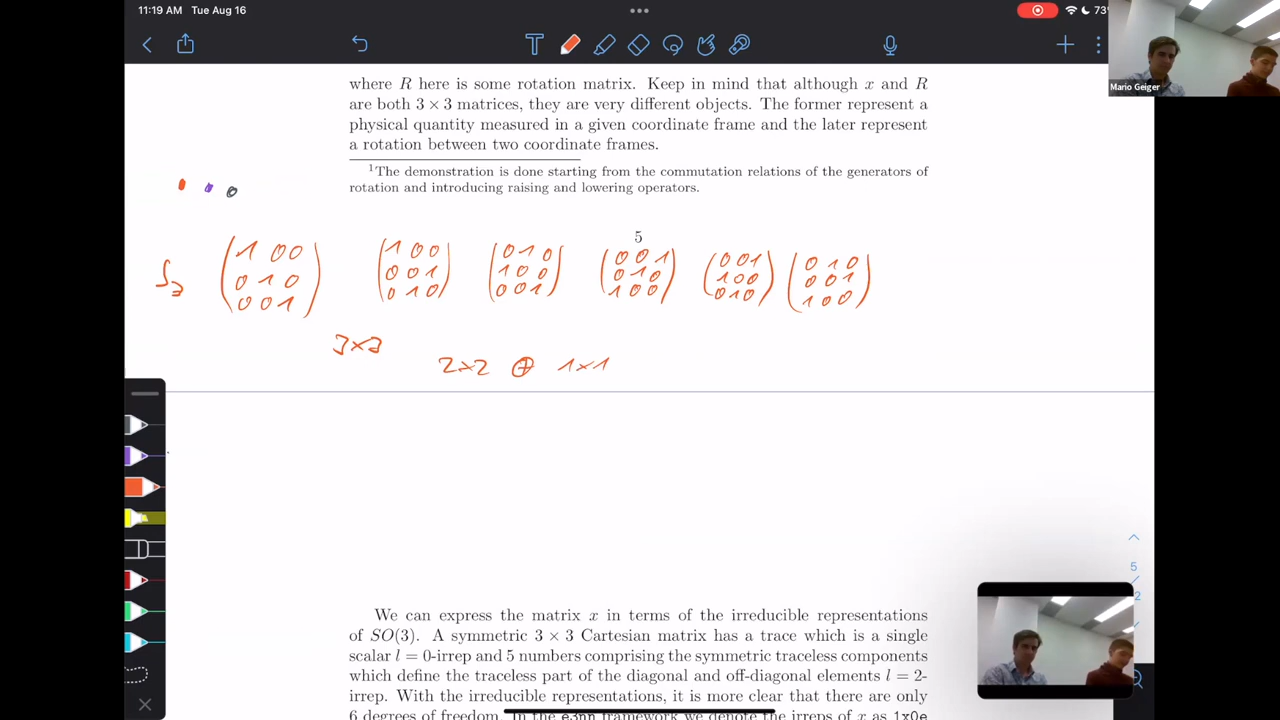 11:19 AM Tue Aug 16
73%
T
Mario Geiger
where R here is some rotation matrix. Keep in mind that although x and R
are both 3 × 3 matrices, they are very different objects. The former represent a
physical quantity measured in a given coordinate frame and the later represent
a rotation between two coordinate frames.
1The demonstration is done starting from the commutation relations of the generators of
rotation and introducing raising and lowering operators.
5
S3 (1 0 0 (1 0 0 (0 1 0 (0 0 1 (0 0 1 (0 1 0
0 1 0 0 0 1 1 0 0 0 1 0 1 0 0 0 0 1
0 0 1) 0 1 0) 0 0 1) 1 0 0) 0 1 0) 1 0 0)
3×3
2×2 ⊕ 1×1
5
2
We can express the matrix x in terms of the irreducible representations
of SO(3). A symmetric 3 × 3 Cartesian matrix has a trace which is a single
scalar l = 0-irrep and 5 numbers comprising the symmetric traceless components
which define the traceless part of the diagonal and off-diagonal elements l = 2-
irrep. With the irreducible representations, it is more clear that there are only
6 degrees of freedom. In the e3nn framework we denote the irreps of x as 1x0e